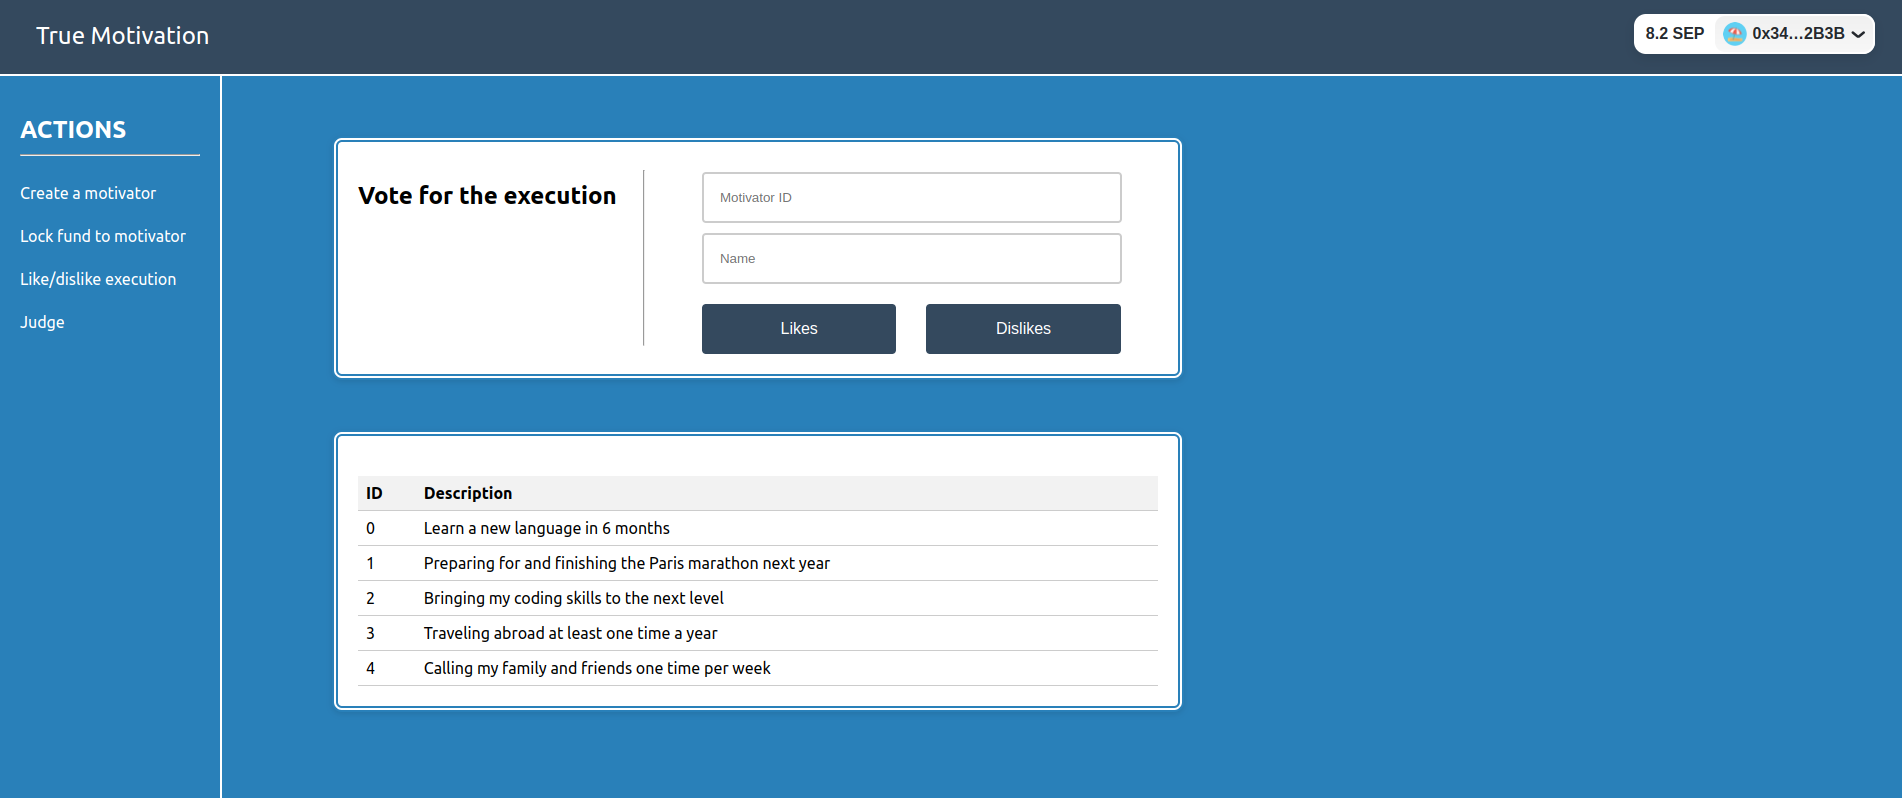 True Motivation
8.2 SEP 0x34...2B3B
ACTIONS
Create a motivator
Lock fund to motivator
Like/dislike execution
Judge
Vote for the execution
Motivator ID
Name
Likes Dislikes
ID Description
0 Learn a new language in 6 months
1 Preparing for and finishing the Paris marathon next year
2 Bringing my coding skills to the next level
3 Traveling abroad at least one time a year
4 Calling my family and friends one time per week